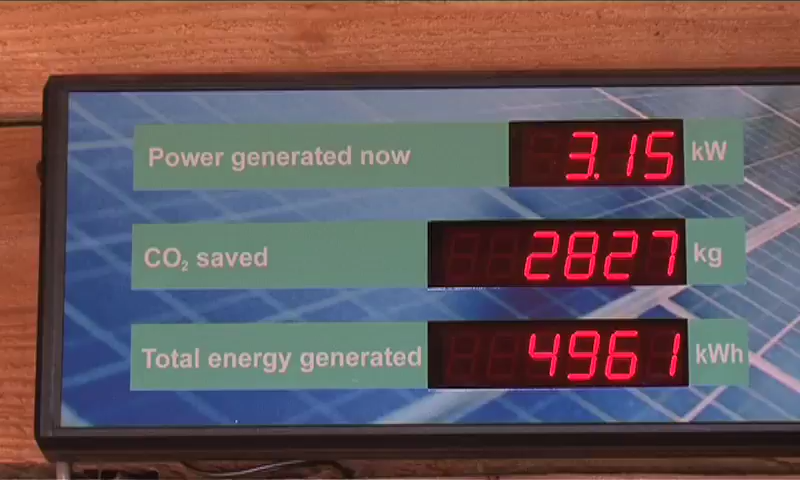 Power generated now 3.15 kW
CO₂ saved 2827 kg
Total energy generated 4961 kWh